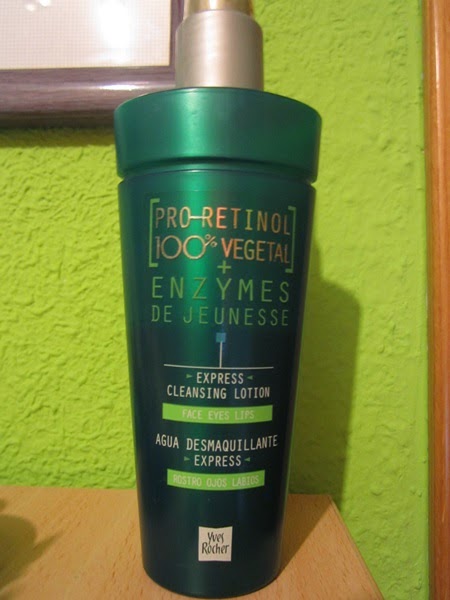 PRO-RETINOL
100% VEGETAL
+
ENZYMES
DE JEUNESSE
EXPRESS
CLEANSING LOTION
FACE EYES LIPS
AGUA DESMAQUILLANTE
EXPRESS
ROSTRO OJOS LABIOS
Yves
Rocher